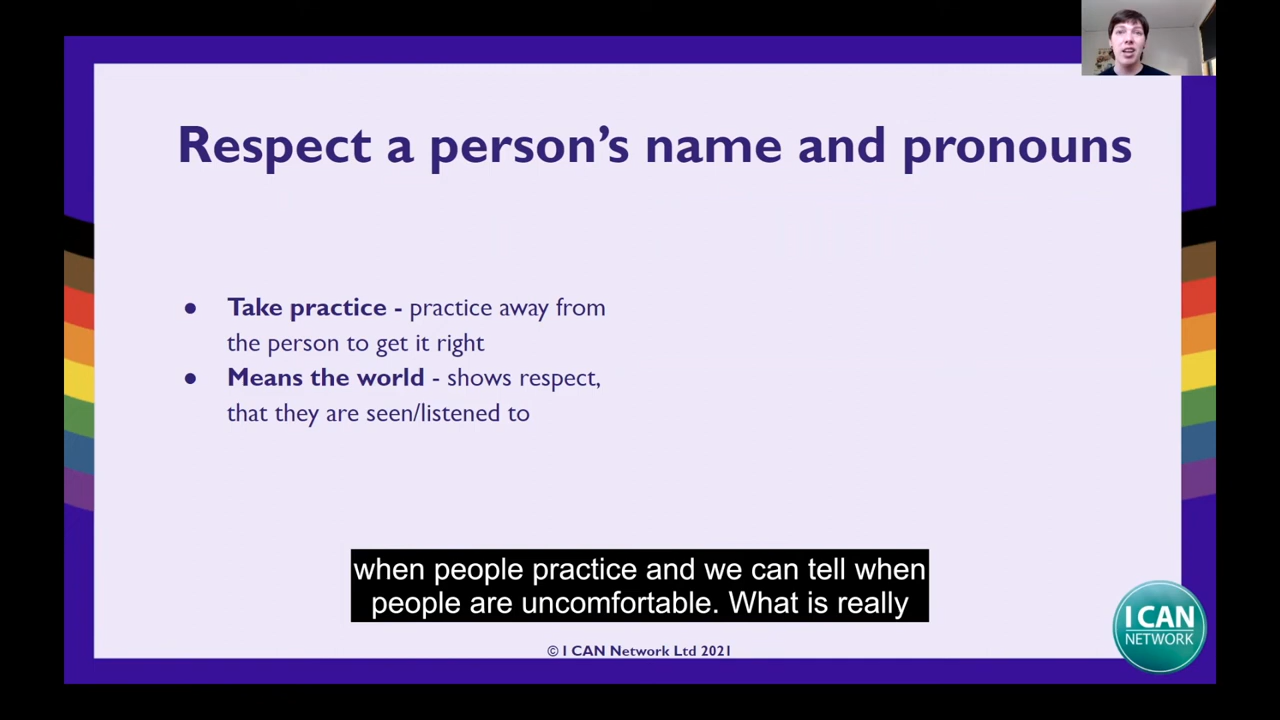 Respect a person's name and pronouns
● Take practice - practice away from
the person to get it right
● Means the world - shows respect,
that they are seen/listened to
when people practice and we can tell when
people are uncomfortable. What is really
© I CAN Network Ltd 2021
I CAN
NETWORK